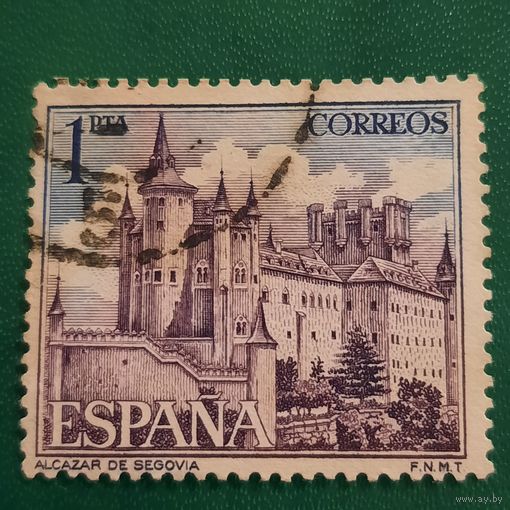 1 PTA CORREOS
ESPAÑA
ALCAZAR DE SEGOVIA F.N.M.T.
www.ay.by